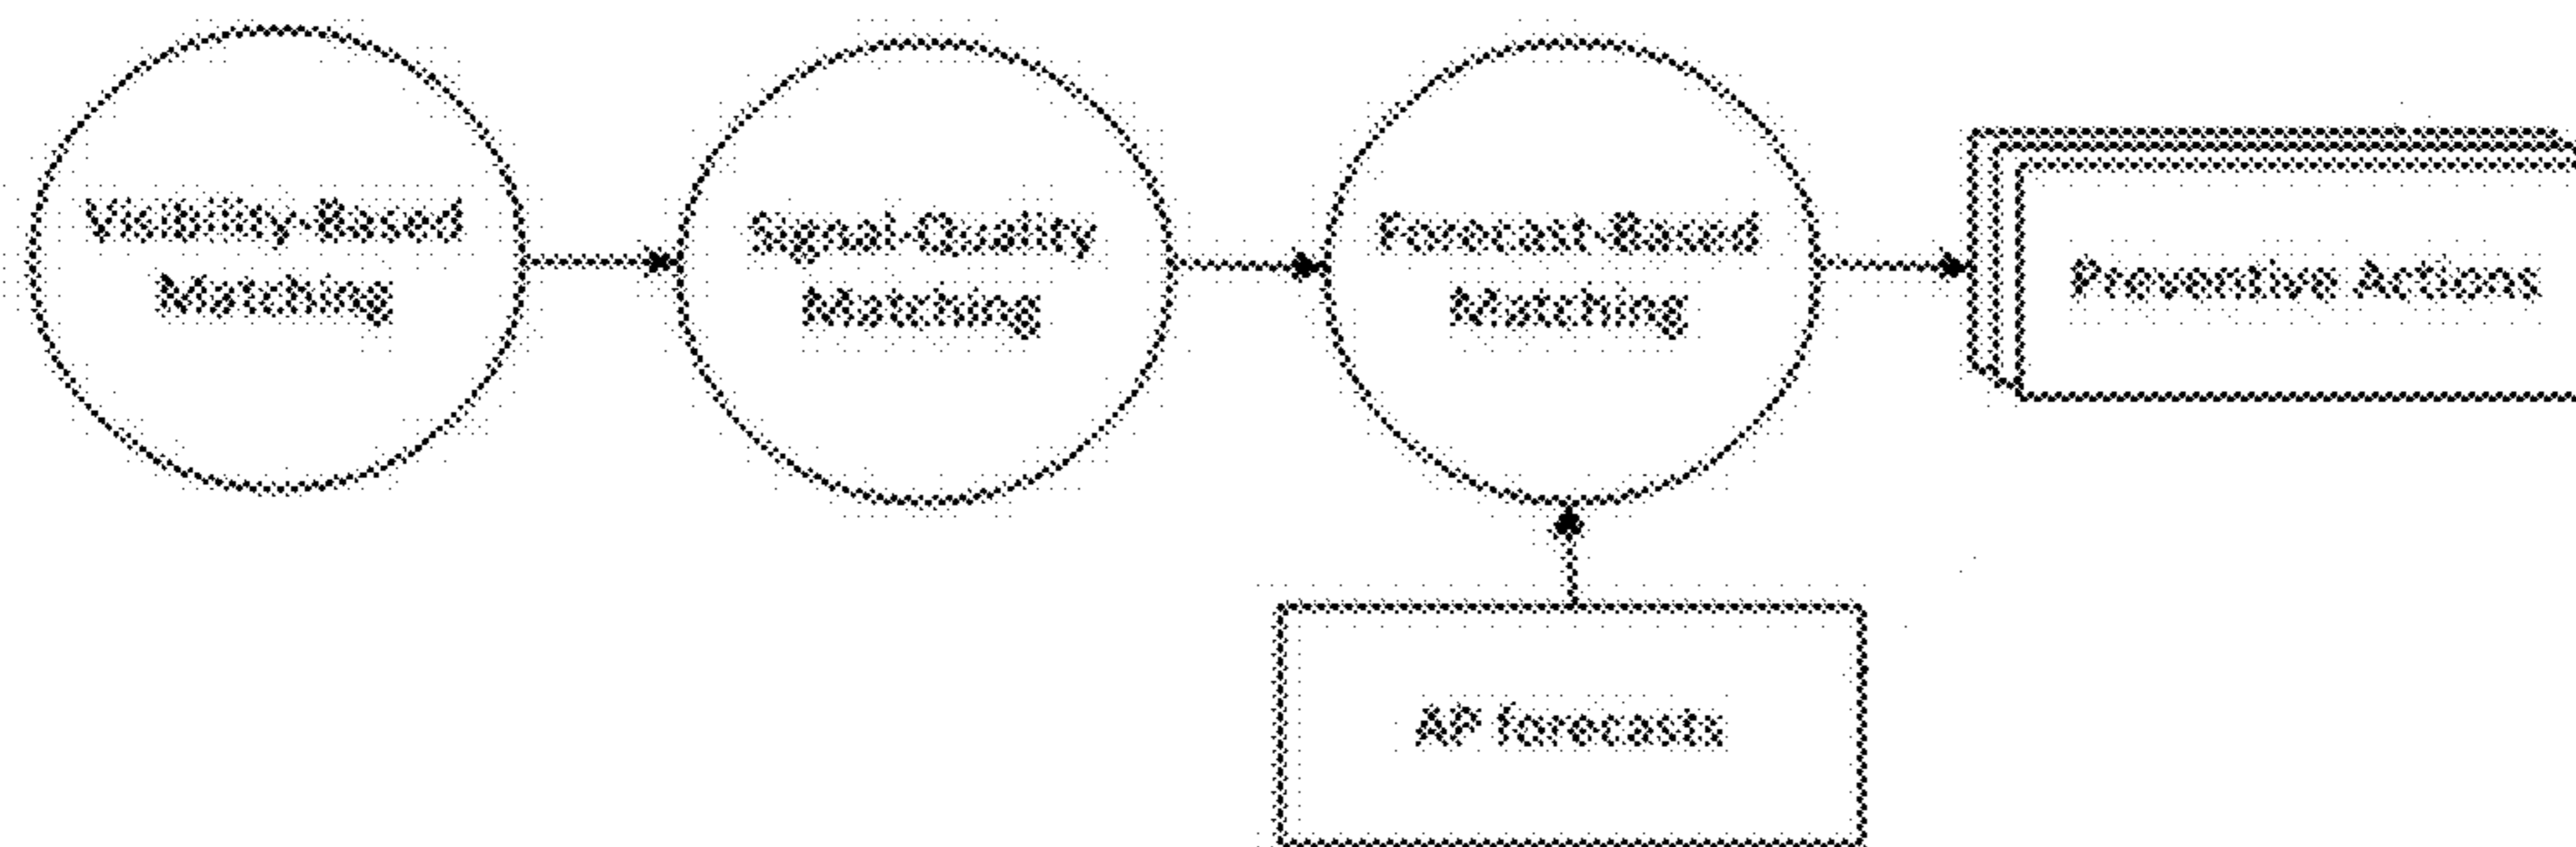 Visibility-Based
Matching
Signal-Quality
Matching
Forecast-Based
Matching
Preventive Actions
AP forecasts